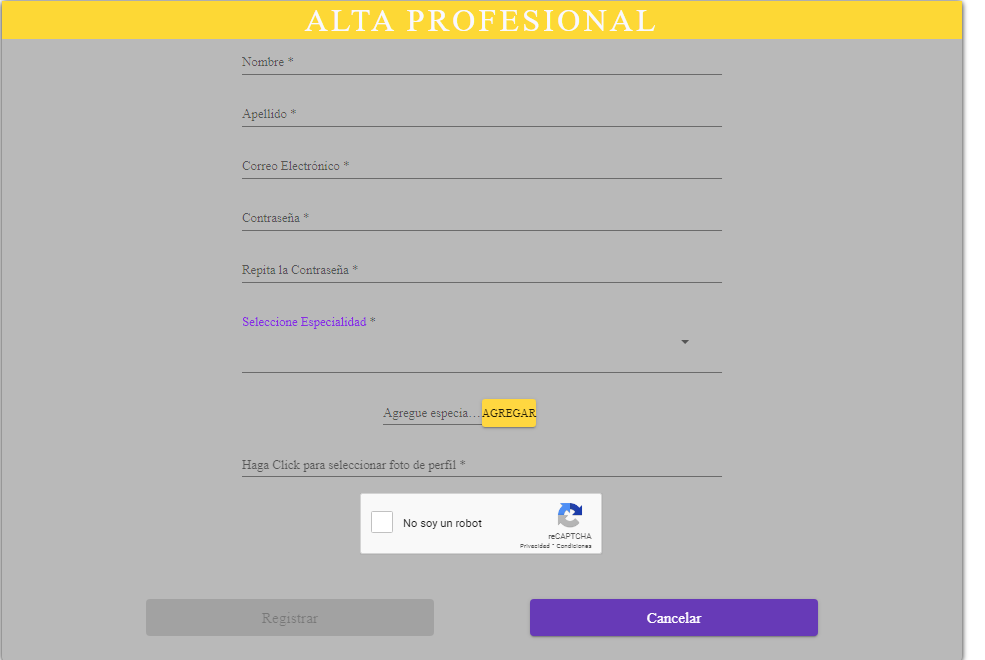 ALTA PROFESIONAL
Nombre *
Apellido *
Correo Electrónico *
Contraseña *
Repita la Contraseña *
Seleccione Especialidad *
Agregue especia... AGREGAR
Haga Click para seleccionar foto de perfíl *
No soy un robot
reCAPTCHA
Privacidad - Condiciones
Registrar Cancelar